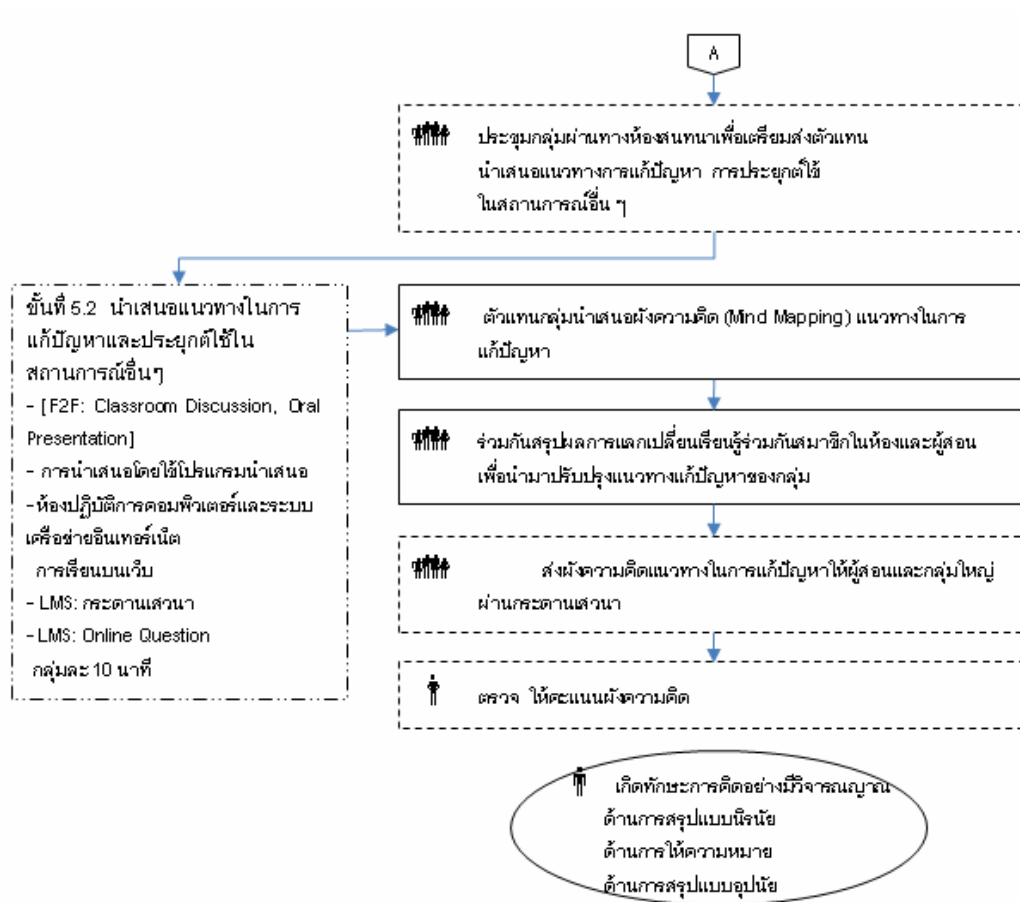 A
ประชุมกลุ่มผ่านทางห้องสนทนาเพื่อเตรียมส่งตัวแทน
นำเสนอแนวทางการแก้ปัญหา การประยุกต์ใช้
ในสถานการณ์อื่น ๆ
ขั้นที่ 5.2 นำเสนอแนวทางในการ
แก้ปัญหาและประยุกต์ใช้ใน
สถานการณ์อื่นๆ
- [F2F: Classroom Discussion, Oral
Presentation]
- การนำเสนอโดยใช้โปรแกรมนำเสนอ
-ห้องปฏิบัติการคอมพิวเตอร์และระบบ
เครือข่ายอินเทอร์เน็ต
การเรียนบนเว็บ
- LMS: กระดานเสวนา
- LMS: Online Question
กลุ่มละ 10 นาที
ตัวแทนกลุ่มนำเสนอผังความคิด (Mind Mapping) แนวทางในการ
แก้ปัญหา
ร่วมกันสรุปผลการแลกเปลี่ยนเรียนรู้ร่วมกันสมาชิกในห้องและผู้สอน
เพื่อนำมาปรับปรุงแนวทางแก้ปัญหาของกลุ่ม
ส่งผังความคิดแนวทางในการแก้ปัญหาให้ผู้สอนและกลุ่มใหญ่
ผ่านกระดานเสวนา
ตรวจ ให้คะแนนผังความคิด
เกิดทักษะการคิดอย่างมีวิจารณญาณ
ด้านการสรุปแบบนิรนัย
ด้านการให้ความหมาย
ด้านการสรุปแบบอุปนัย